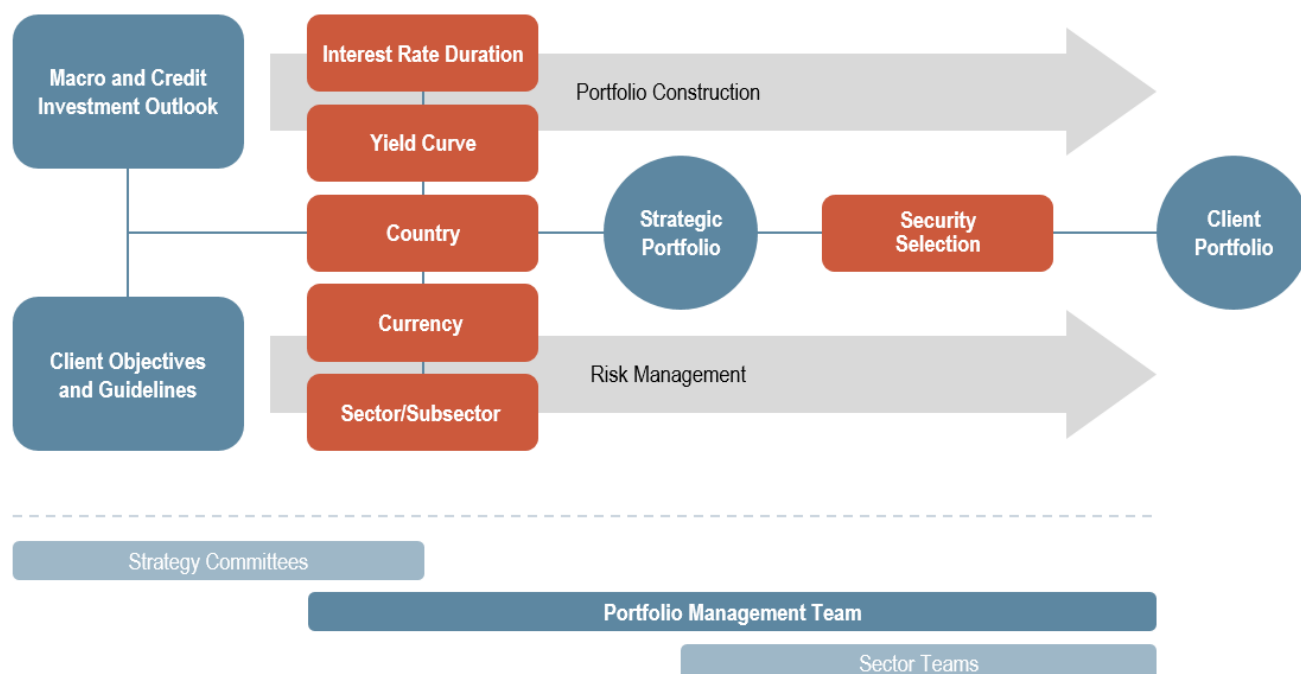 Macro and Credit
Investment Outlook
Interest Rate Duration
Portfolio Construction
Yield Curve
Country
Strategic
Portfolio
Security
Selection
Client
Portfolio
Client Objectives
and Guidelines
Currency
Risk Management
Sector/Subsector
Strategy Committees
Portfolio Management Team
Sector Teams